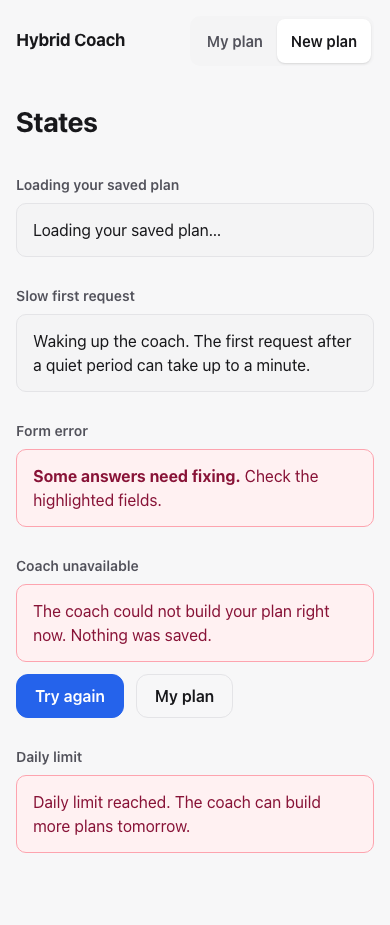 Hybrid Coach
My plan
New plan
States
Loading your saved plan
Loading your saved plan...
Slow first request
Waking up the coach. The first request after
a quiet period can take up to a minute.
Form error
Some answers need fixing. Check the
highlighted fields.
Coach unavailable
The coach could not build your plan right
now. Nothing was saved.
Try again
My plan
Daily limit
Daily limit reached. The coach can build
more plans tomorrow.